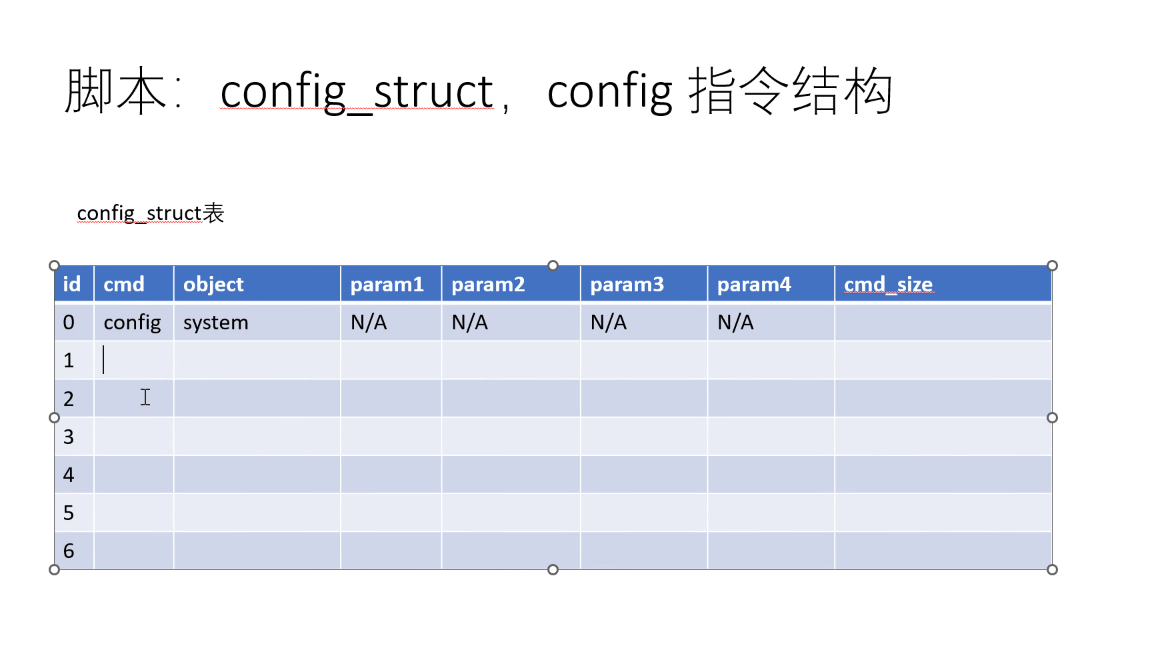 脚本：config_struct，config 指令结构
config_struct表
id cmd object param1 param2 param3 param4 cmd_size
0 config system N/A N/A N/A N/A
1
2
3
4
5
6